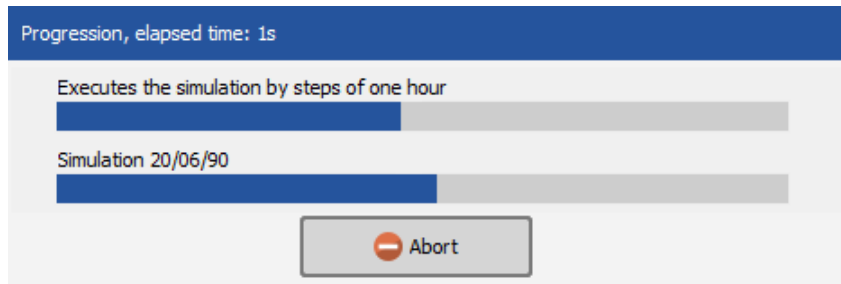 Progression, elapsed time: 1s
Executes the simulation by steps of one hour
Simulation 20/06/90
Abort